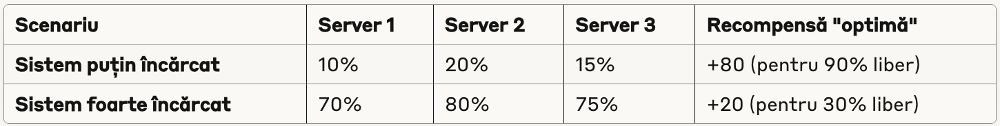 Scenariu Server 1 Server 2 Server 3 Recompensă "optimă"
Sistem puțin încărcat 10% 20% 15% +80 (pentru 90% liber)
Sistem foarte încărcat 70% 80% 75% +20 (pentru 30% liber)